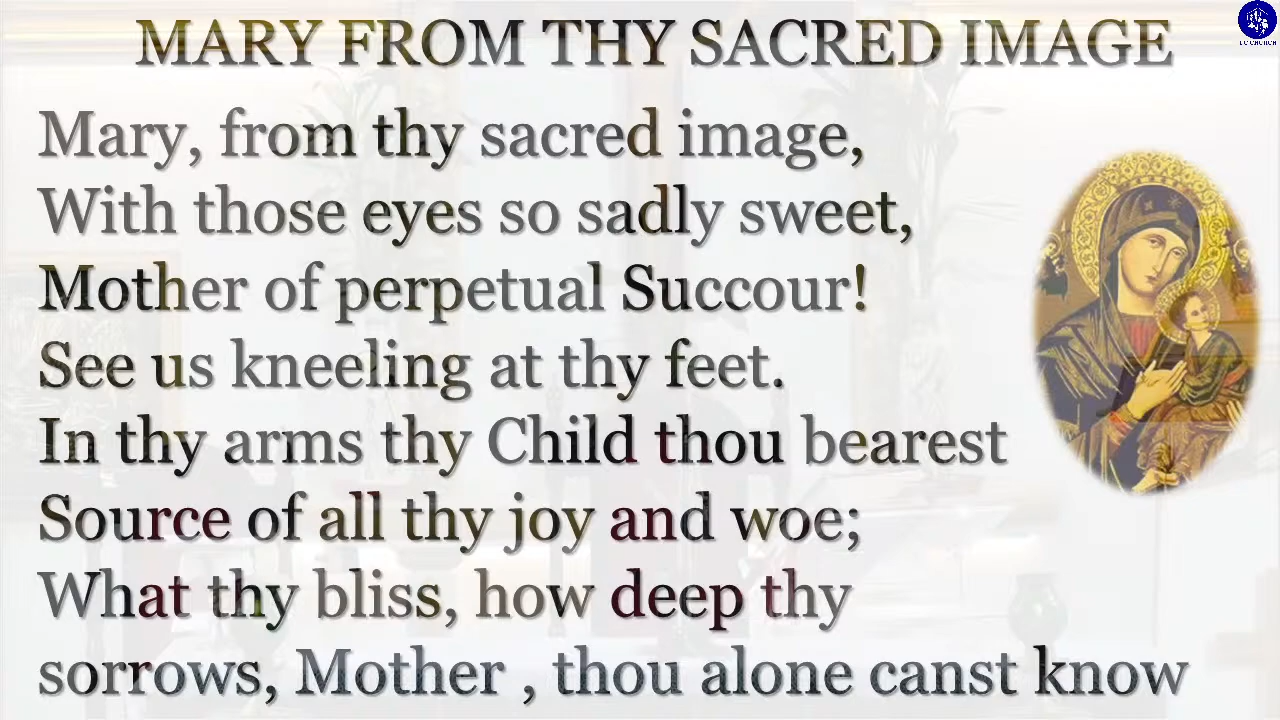 MARY FROM THY SACRED IMAGE
Mary, from thy sacred image,
With those eyes so sadly sweet,
Mother of perpetual Succour!
See us kneeling at thy feet.
In thy arms thy Child thou bearest
Source of all thy joy and woe;
What thy bliss, how deep thy
sorrows, Mother , thou alone canst know